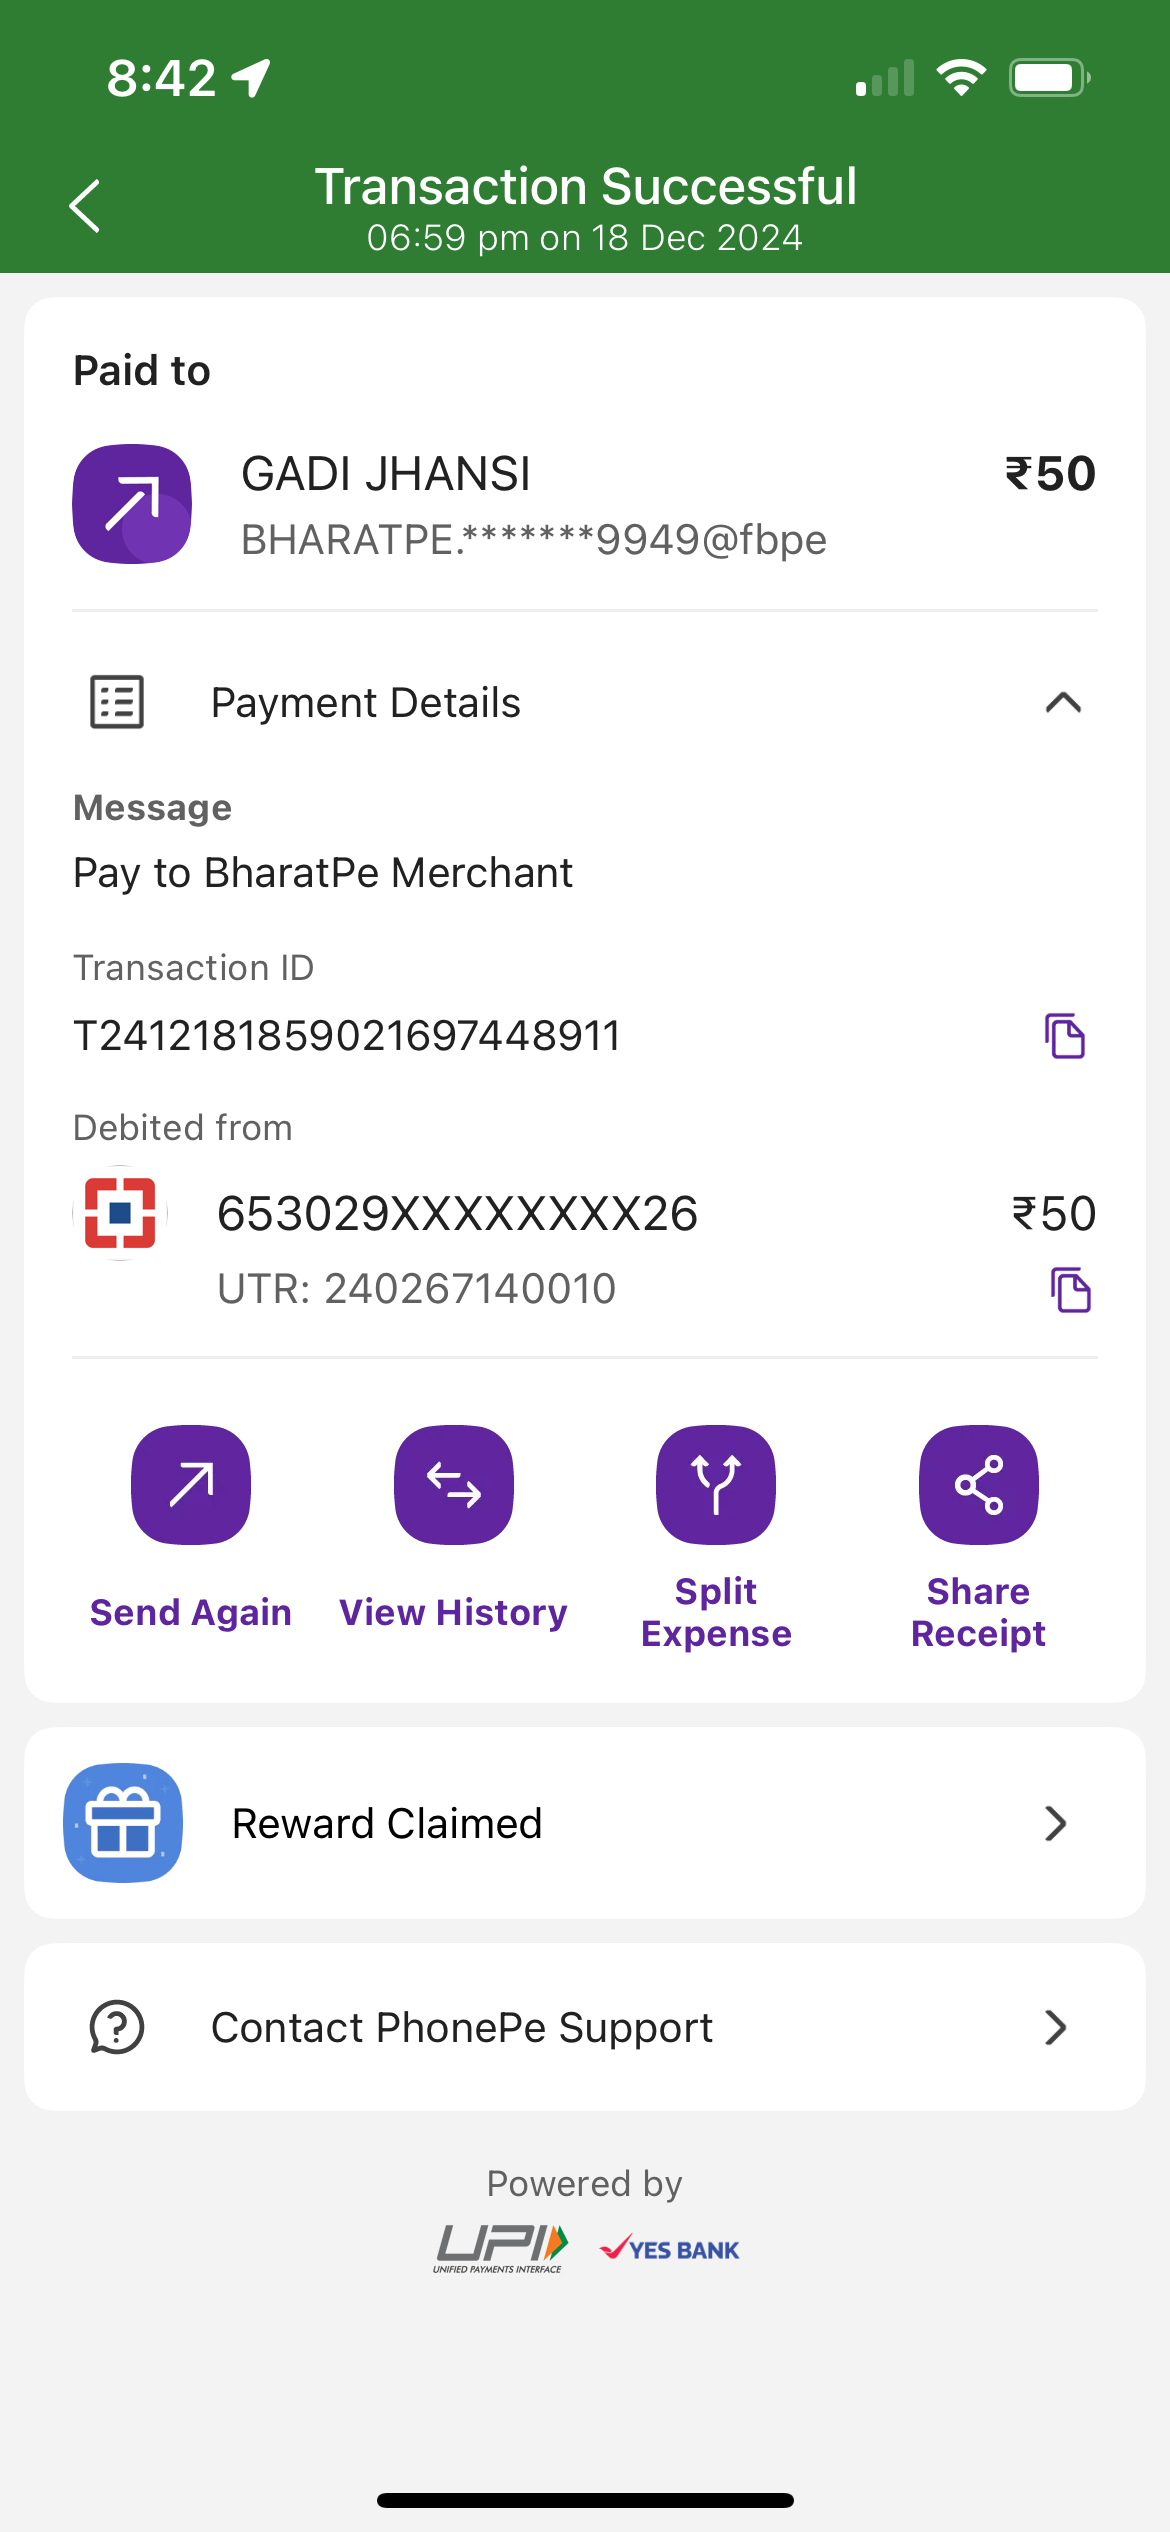 8:42
Transaction Successful
06:59 pm on 18 Dec 2024
Paid to
GADI JHANSI
₹50
BHARATPE.*******9949@fbpe
Payment Details
Message
Pay to BharatPe Merchant
Transaction ID
T2412181859021697448911
Debited from
653029XXXXXXXX26
₹50
UTR: 240267140010
Send Again
View History
Split
Expense
Share
Receipt
Reward Claimed
Contact PhonePe Support
Powered by
UPI
UNIFIED PAYMENTS INTERFACE
YES BANK